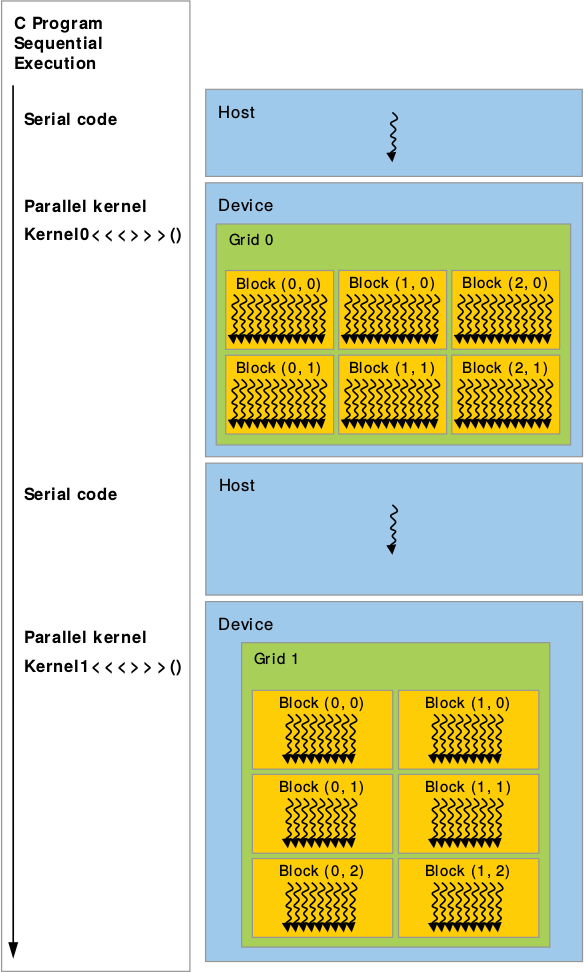 C Program
Sequential
Execution
Serial code
Host
Parallel kernel
Kernel0<<<>>>()
Device
Grid 0
Block (0, 0)
Block (1, 0)
Block (2, 0)
Block (0, 1)
Block (1, 1)
Block (2, 1)
Serial code
Host
Parallel kernel
Kernel1<<<>>>()
Device
Grid 1
Block (0, 0)
Block (1, 0)
Block (0, 1)
Block (1, 1)
Block (0, 2)
Block (1, 2)